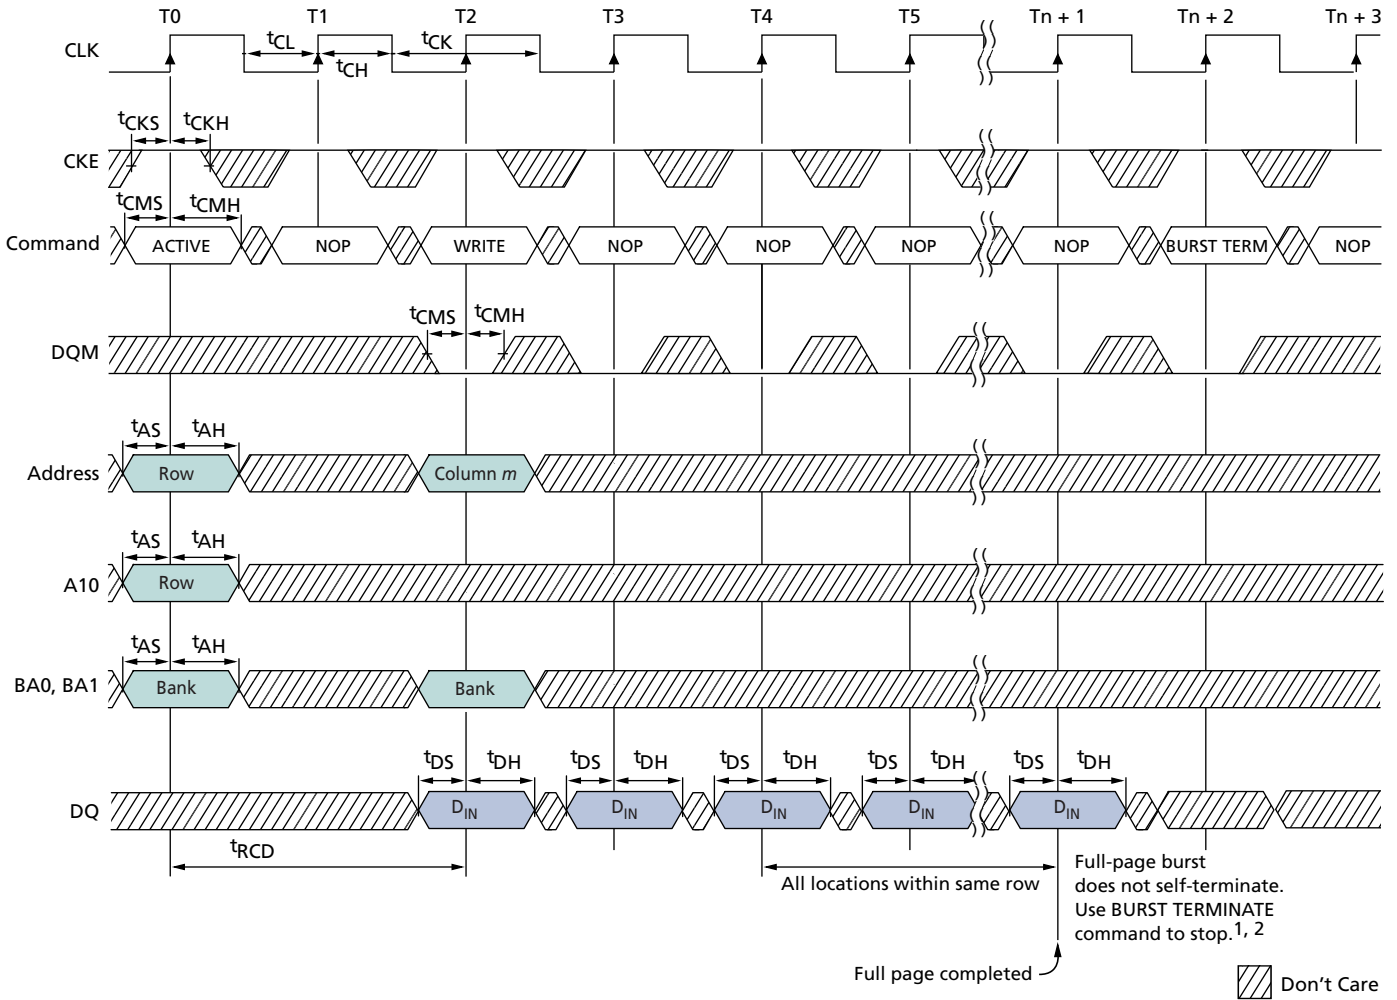 T0 T1 T2 T3 T4 T5 Tn + 1 Tn + 2 Tn + 3
CLK
tCL tCK
tCH
tCKS tCKH
CKE
tCMS tCMH
Command ACTIVE NOP WRITE NOP NOP NOP NOP BURST TERM NOP
tCMS tCMH
DQM
tAS tAH
Address Row Column m
tAS tAH
A10 Row
tAS tAH
BA0, BA1 Bank Bank
tDS tDH tDS tDH tDS tDH tDS tDH tDS tDH
DQ DIN DIN DIN DIN DIN
tRCD
All locations within same row
Full-page burst
does not self-terminate.
Use BURST TERMINATE
command to stop.1, 2
Full page completed
Don't Care